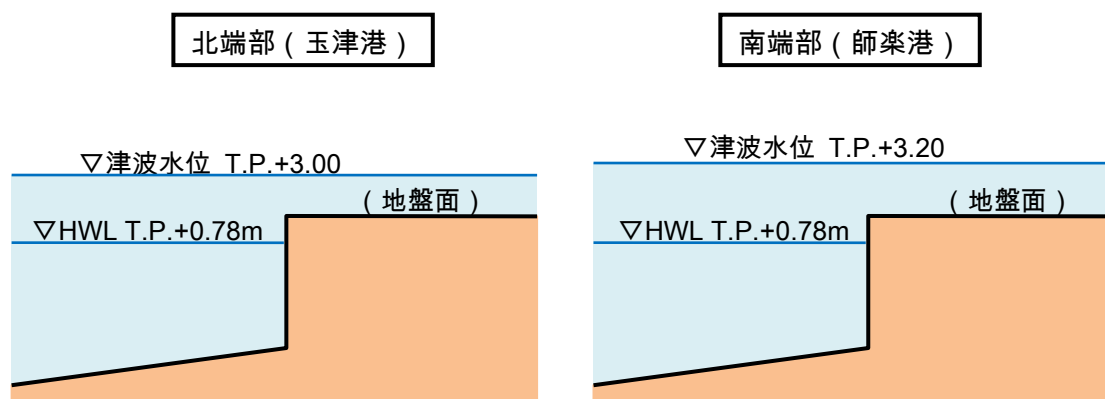 北端部（玉津港）
南端部（師楽港）
▽津波水位 T.P.+3.00
（地盤面）
▽HWL T.P.+0.78m
▽津波水位 T.P.+3.20
（地盤面）
▽HWL T.P.+0.78m